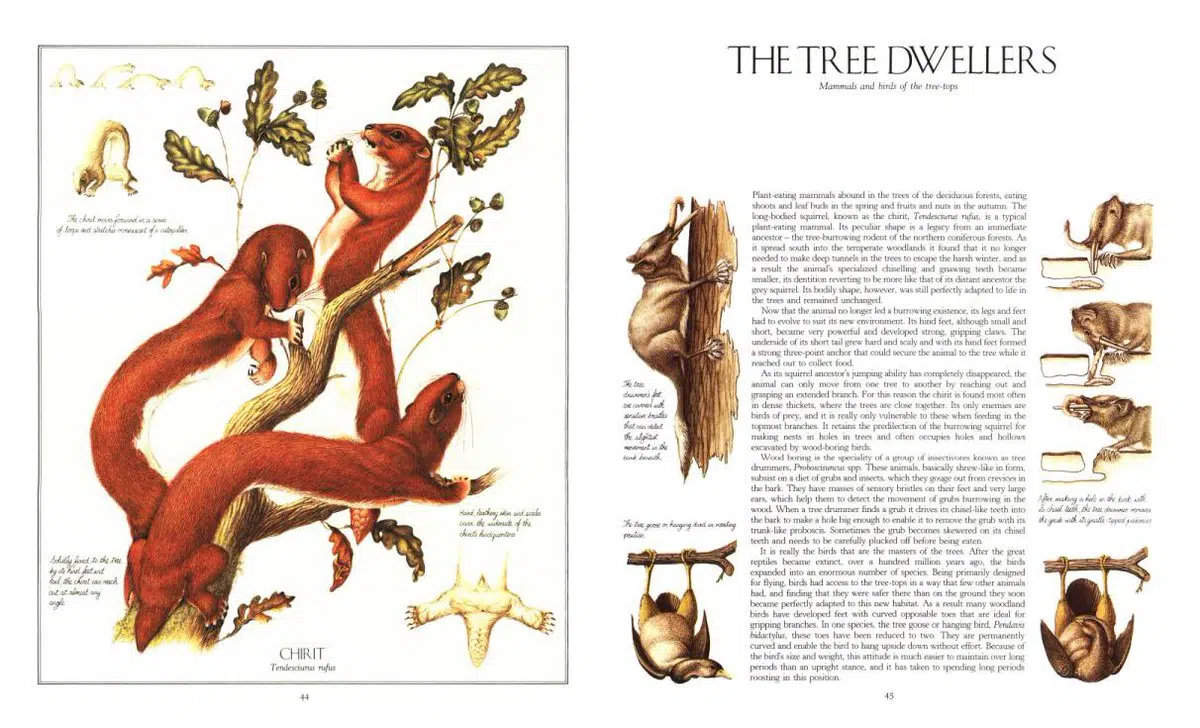 The chirit moves forward in a series
of loops and stretches reminiscent of a caterpillar.
Solidly fixed to the tree
by its hind feet and
tail, the chirit can reach
out at almost any
angle.
Hard, leathery skin and scales
cover the underside of the
chirit's hindquarters
CHIRIT
Tendesciurus rufus
44
THE TREE DWELLERS
Mammals and birds of the tree-tops
Plant-eating mammals abound in the trees of the deciduous forests, eating
shoots and leaf buds in the spring and fruits and nuts in the autumn. The
long-bodied squirrel, known as the chirit, Tendesciurus rufus, is a typical
plant-eating mammal. Its peculiar shape is a legacy from an immediate
ancestor – the tree-burrowing rodent of the northern coniferous forests. As
it spread south into the temperate woodlands it found that it no longer
needed to make deep tunnels in the trees to escape the harsh winter, and as
a result the animal's specialized chiselling and gnawing teeth became
smaller, its dentition reverting to be more like that of its distant ancestor the
grey squirrel. Its bodily shape, however, was still perfectly adapted to life in
the trees and remained unchanged.
Now that the animal no longer led a burrowing existence, its legs and feet
had to evolve to suit its new environment. Its hind feet, although small and
short, became very powerful and developed strong, gripping claws. The
underside of its short tail grew hard and scaly and with its hind feet formed
a strong three-point anchor that could secure the animal to the tree while it
reached out to collect food.
As its squirrel ancestor's jumping ability has completely disappeared, the
animal can only move from one tree to another by reaching out and
grasping an extended branch. For this reason the chirit is found most often
in dense thickets, where the trees are close together. Its only enemies are
birds of prey, and it is really only vulnerable to these when feeding in the
topmost branches. It retains the predilection of the burrowing squirrel for
making nests in holes in trees and often occupies holes and hollows
excavated by wood-boring birds.
Wood boring is the speciality of a group of insectivores known as tree
drummers, Proboscisuncus spp. These animals, basically shrew-like in form,
subsist on a diet of grubs and insects, which they gouge out from crevices in
the bark. They have masses of sensory bristles on their feet and very large
ears, which help them to detect the movement of grubs burrowing in the
wood. When a tree drummer finds a grub it drives its chisel-like teeth into
the bark to make a hole big enough to enable it to remove the grub with its
trunk-like proboscis. Sometimes the grub becomes skewered on its chisel
teeth and needs to be carefully plucked off before being eaten.
It is really the birds that are the masters of the trees. After the great
reptiles became extinct, over a hundred million years ago, the birds
expanded into an enormous number of species. Being primarily designed
for flying, birds had access to the tree-tops in a way that few other animals
had, and finding that they were safer there than on the ground they soon
became perfectly adapted to this new habitat. As a result many woodland
birds have developed feet with curved opposable toes that are ideal for
gripping branches. In one species, the tree goose or hanging bird, Pendavis
bidactylus, these toes have been reduced to two. They are permanently
curved and enable the bird to hang upside down without effort. Because of
the bird's size and weight, this attitude is much easier to maintain over long
periods than an upright stance, and it has taken to spending long periods
roosting in this position.
The tree
drummer's feet
are covered with
sensitive bristles
that can detect
the slightest
movement in the
trunk beneath.
The tree goose or hanging bird in roosting
position.
After making a hole in the bark with
its chisel teeth, the tree drummer removes
the grub with its gristle-tipped proboscis
45